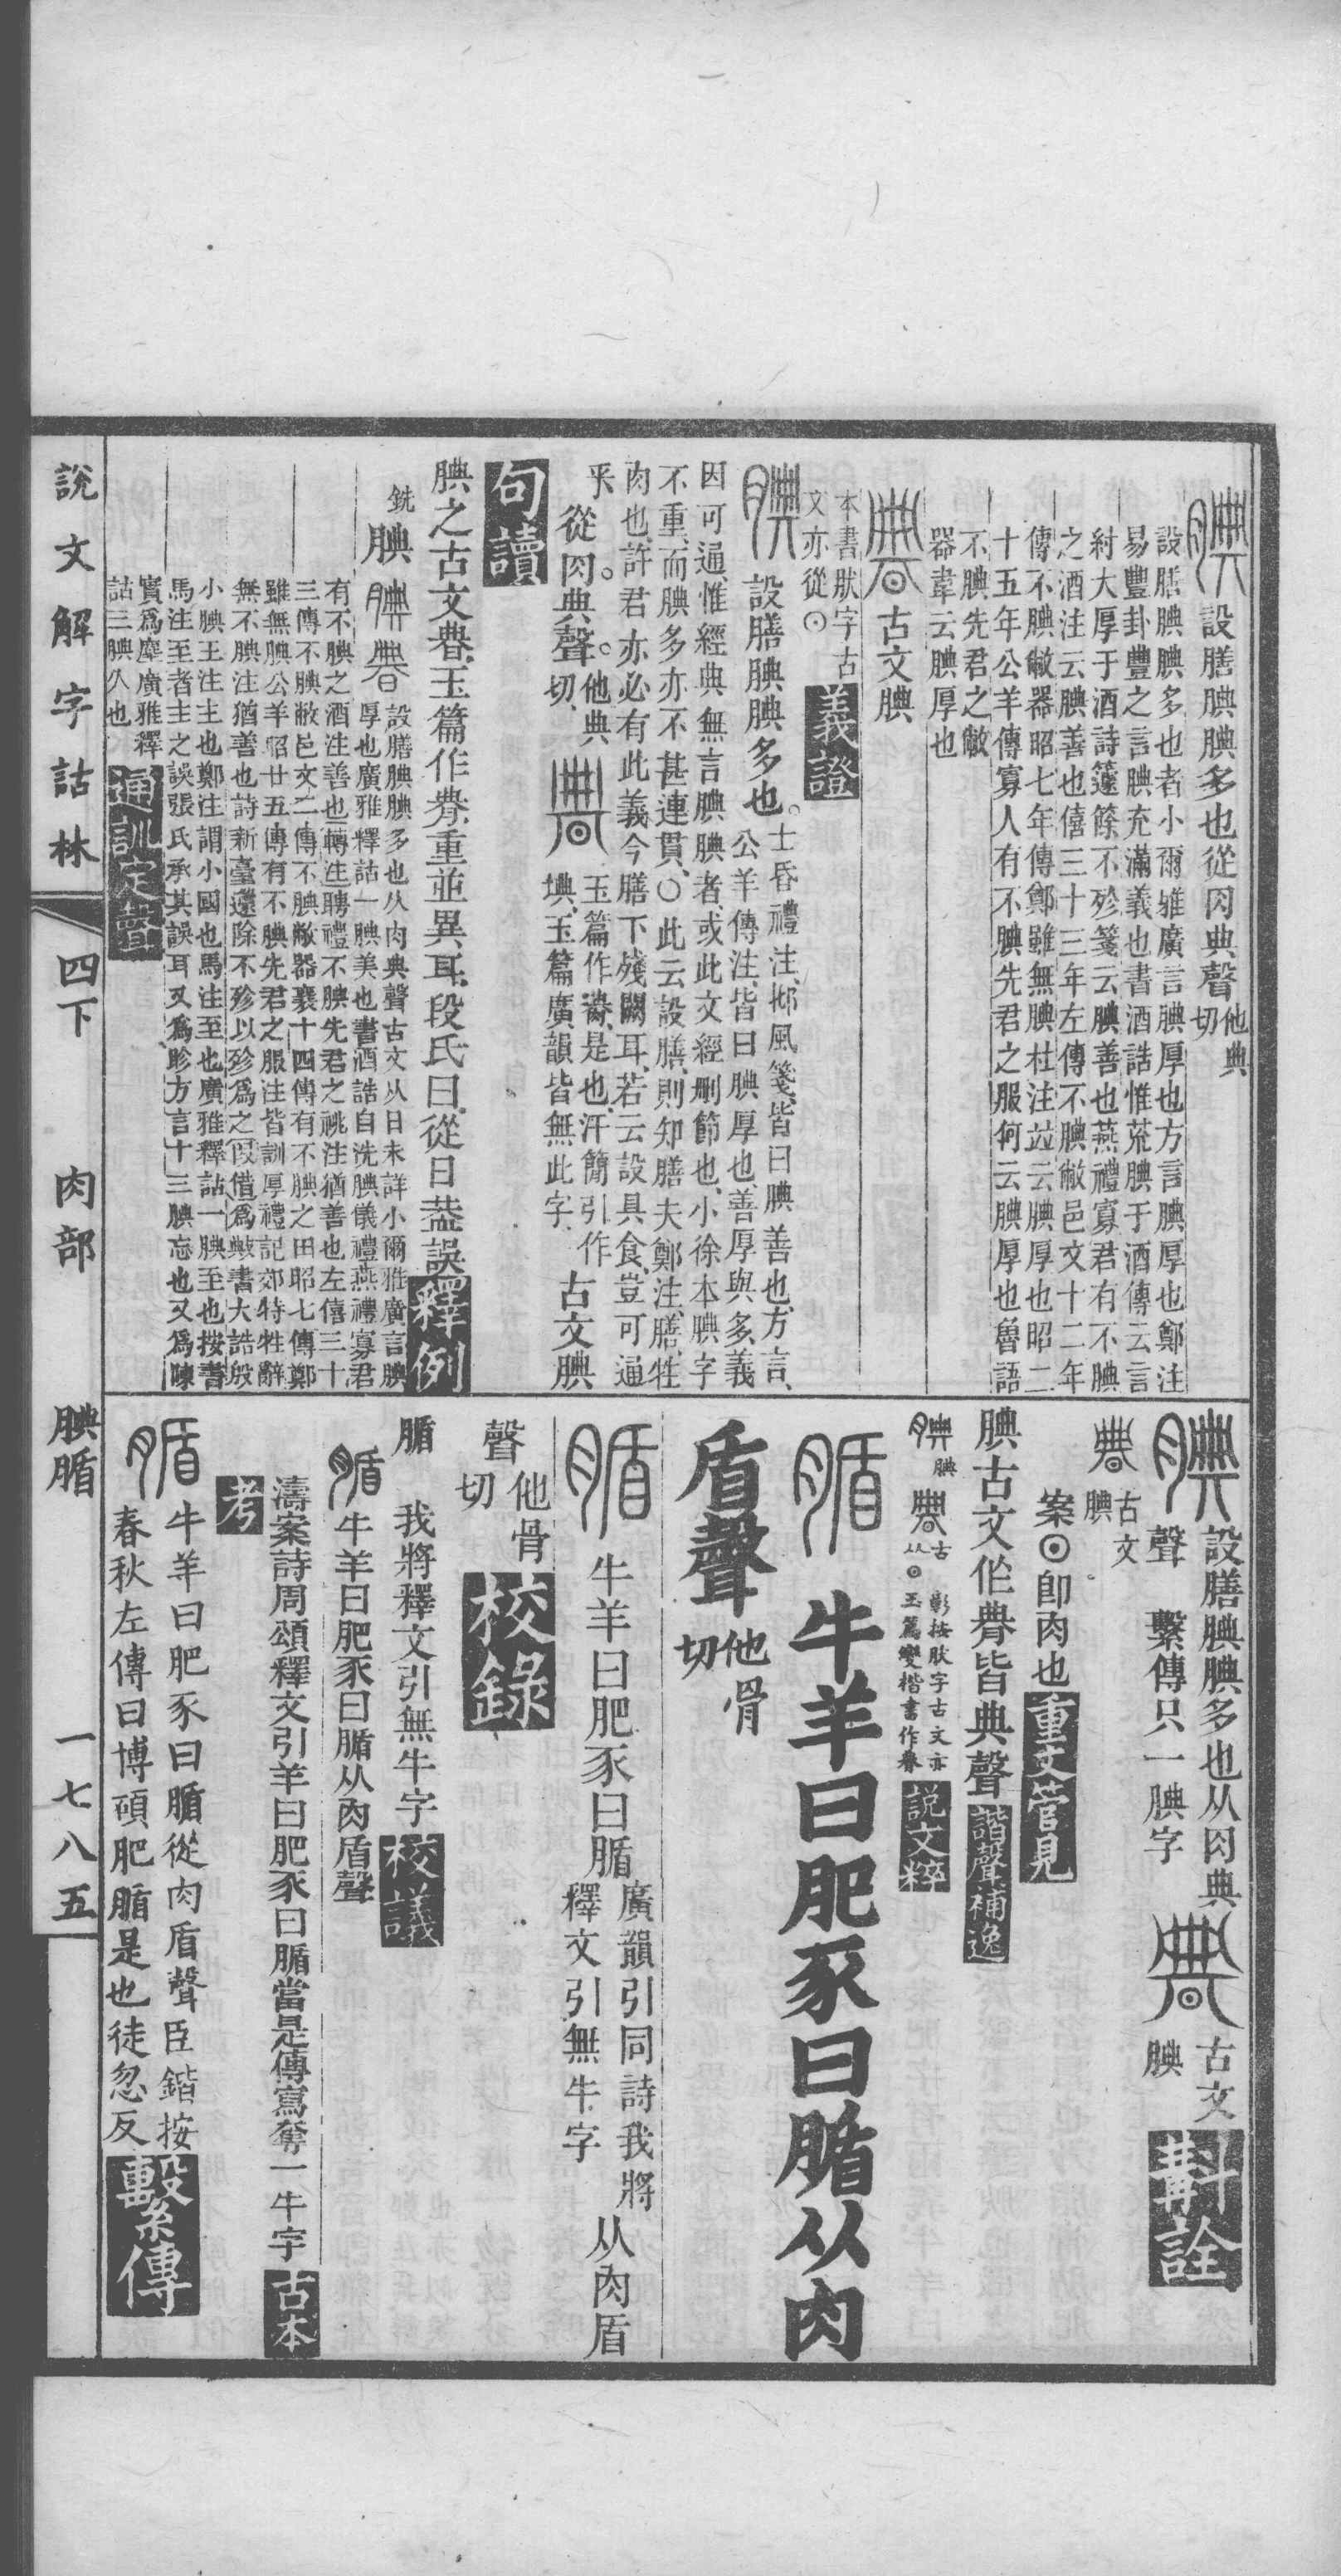 設膳腆腆多也從肉典聲他典切
設膳腆腆多也者小爾雅廣言腆厚也方言腆厚也鄭注
易豐卦豐之言腆充滿義也書酒誥惟荒腆于酒傳云言
紂大厚于酒詩籧篨不殄箋云腆善也燕禮寡君有不腆
之酒注云腆善也僖三十三年左傳不腆敝邑文十二年
傳不腆敝器昭七年傳鄭雖無腆杜注竝云腆厚也昭二
十五年公羊傳寡人有不腆先君之服何云腆厚也魯語
不腆先君之敝
器韋云腆厚也
古文腆
本書肰字古
文亦從⊙
義證
設膳腆腆多也。士昏禮注、邶風箋、皆曰腆善也、方言、
公羊傳注、皆曰腆厚也、善厚與多、義
因可通、惟經典無言腆腆者、或此文經刪節也、小徐本腆字
不重、而腆多亦不甚連貫、○此云設膳、則知膳夫鄭注、膳、牲
肉也、許君亦必有此義今膳下殘闕耳、若云設具食、豈可通
乎
從肉。典聲。他典切、
玉篇作𦠄、是也、汗簡引作
㙉、玉篇廣韻皆無此字、
古文腆
句讀
腆之古文𦠄、玉篇作𦠄、重並異耳、段氏曰、從日葢誤
釋例
銑
腆
設膳腆腆多也从肉典聲古文从日未詳小爾雅廣言腆
厚也廣雅釋詁一腆美也書酒誥自洗腆儀禮燕禮寡君
有不腆之酒注善也轉注聘禮不腆先君之祧注猶善也左僖三十
三傳不腆敝邑文二傳不腆敝器襄十四傳有不腆之田昭七傳鄭
雖無腆公羊昭廿五傳有不腆先君之服注皆訓厚禮記郊特牲辭
無不腆注猶善也詩新臺籧除不殄以殄爲之叚借爲㪤書大誥殷
小腆王注主也鄭注謂小國也馬注至也廣雅釋詁一腆至也按書
馬注至者主之誤張氏承其誤耳又爲䀼方言十三腆忘也又爲陳
實爲塵廣雅釋
詁三腆久也
通訓定聲
設膳腆腆多也从肉典
聲　繫傳只一腆字
古文
腆
斠詮
古文
腆
案⊙卽肉也
重文管見
腆古文作𦠄皆典聲
諧聲補逸
腆
古
从⊙
彰按肰字古文亦
玉篇變楷書作𦠄
說文粹
牛羊曰肥豕曰腯从肉
盾聲他骨切
牛羊曰肥豕曰腯
廣韻引同詩我將
釋文引無牛字
从肉盾
聲他骨切
校錄
腯
我將釋文引無牛字
校議
牛羊曰肥豕曰腯从肉盾聲
濤案詩周頌釋文引羊曰肥豕曰腯當是傳寫奪一牛字
古本
考
牛羊曰肥豕曰腯從肉盾聲臣鍇按
春秋左傳曰博碩肥腯是也徒忽反
繫傳
說文解字詁林　四下　肉部　腆腯　一七八五